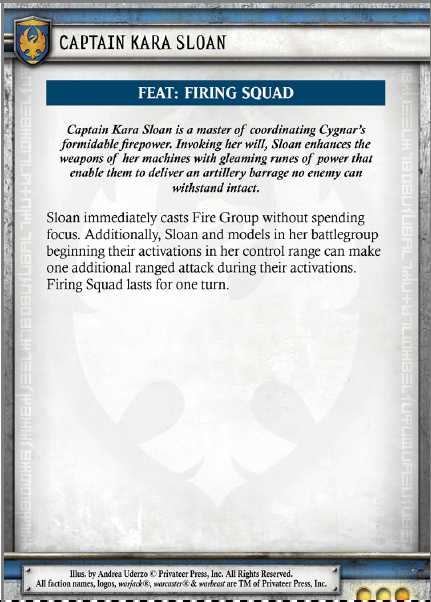 CAPTAIN KARA SLOAN
FEAT: FIRING SQUAD
Captain Kara Sloan is a master of coordinating Cygnar's
formidable firepower. Invoking her will, Sloan enhances the
weapons of her machines with gleaming runes of power that
enable them to deliver an artillery barrage no enemy can
withstand intact.
Sloan immediately casts Fire Group without spending
focus. Additionally, Sloan and models in her battlegroup
beginning their activations in her control range can make
one additional ranged attack during their activations.
Firing Squad lasts for one turn.
Illus. by Andrea Uderzo © Privateer Press, Inc. All Rights Reserved.
All faction names, logos, warjack®, warcaster® & warbeast are TM of Privateer Press, Inc.